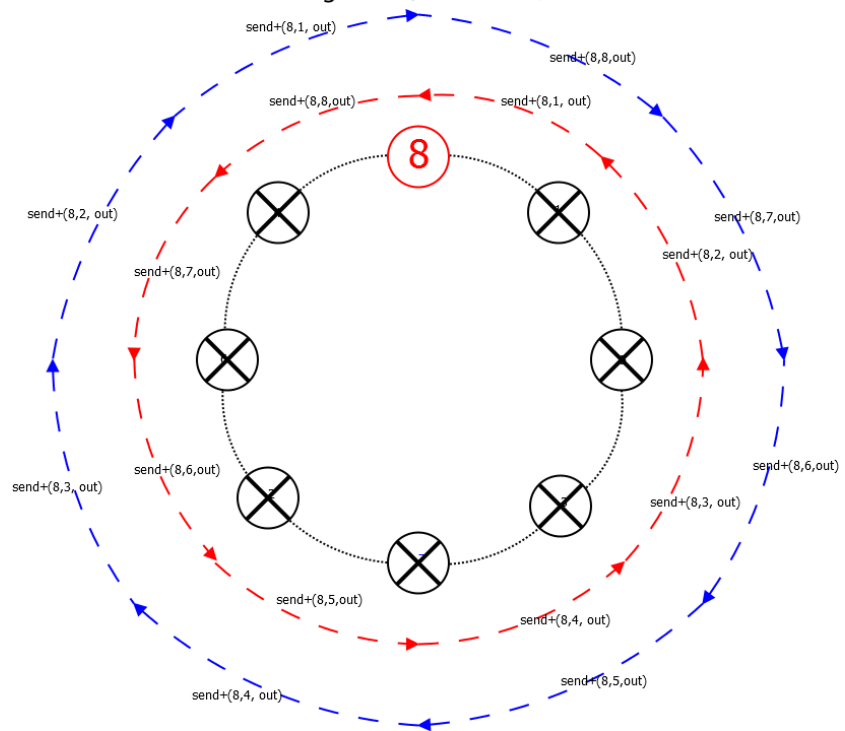 send+(8,1, out)
send+(8,8,out)
send+(8,8,out)
send+(8,1, out)
8
send+(8,2, out)
send+(8,7,out)
send+(8,2, out)
send+(8,7,out)
send+(8,6,out)
send+(8,6,out)
send+(8,3, out)
send+(8,3, out)
send+(8,5,out)
send+(8,4, out)
send+(8,5,out)
send+(8,4, out)